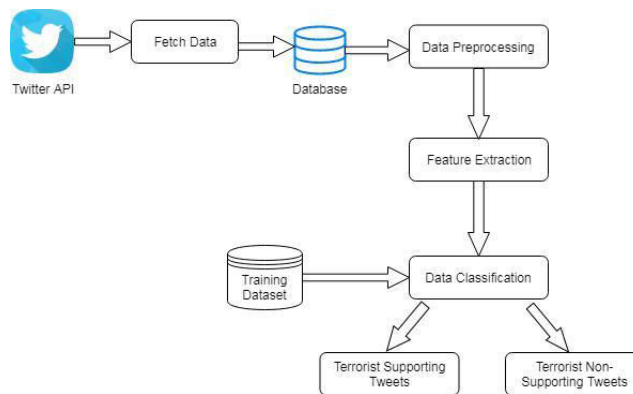 Fetch Data
Data Preprocessing
Twitter API
Database
Feature Extraction
Training
Dataset
Data Classification
Terrorist Supporting
Tweets
Terrorist Non-
Supporting Tweets